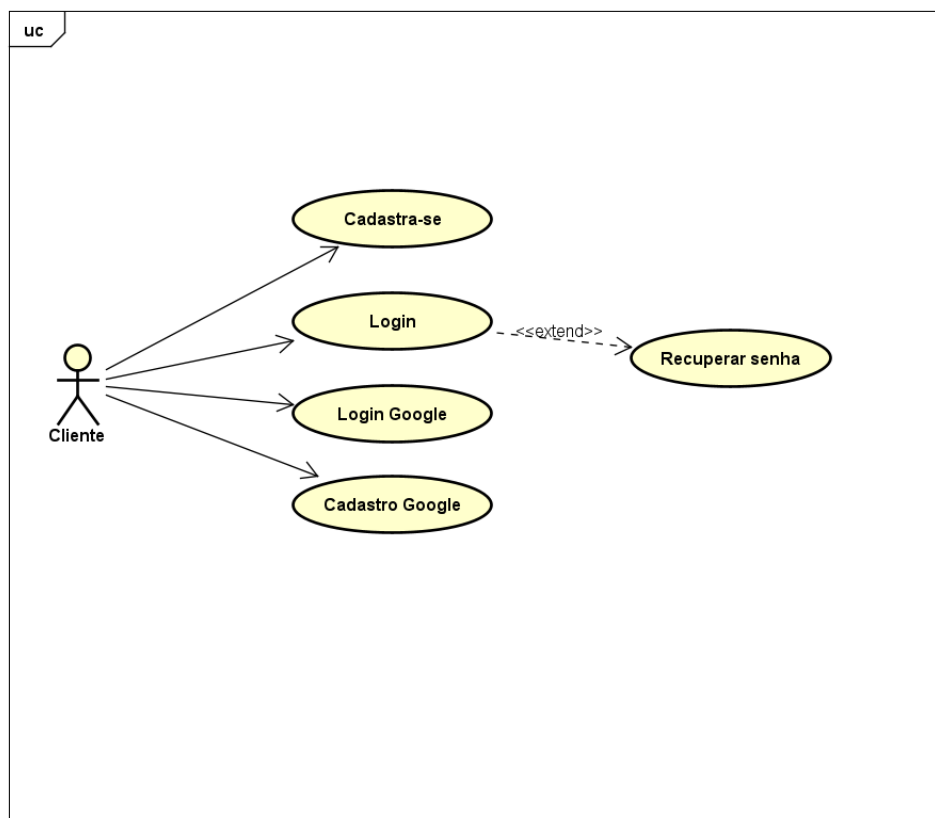 uc
Cadastra-se
Login
<<extend>>
Recuperar senha
Login Google
Cliente
Cadastro Google